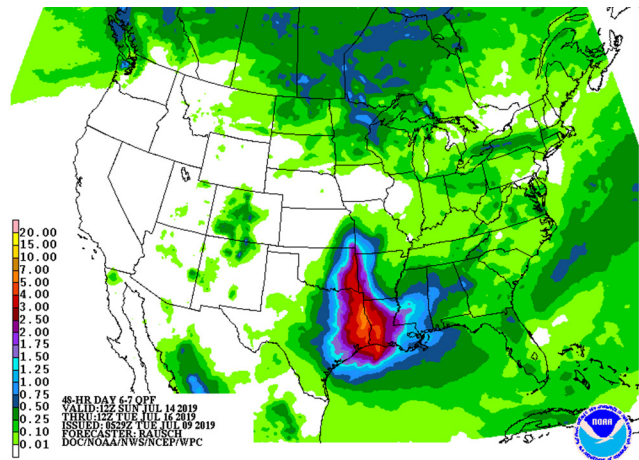 20.00
15.00
10.00
7.00
5.00
4.00
3.00
2.50
2.00
1.75
1.50
1.25
1.00
0.75
0.50
0.25
0.10
0.01
48-HR DAY 6-7 QPF
VALID:12Z SUN JUL 14 2019
THRU:12Z TUE JUL 16 2019
ISSUED: 0529Z TUE JUL 09 2019
FORECASTER: RAUSCH
DOC/NOAA/NWS/NCEP/WPC
NOAA